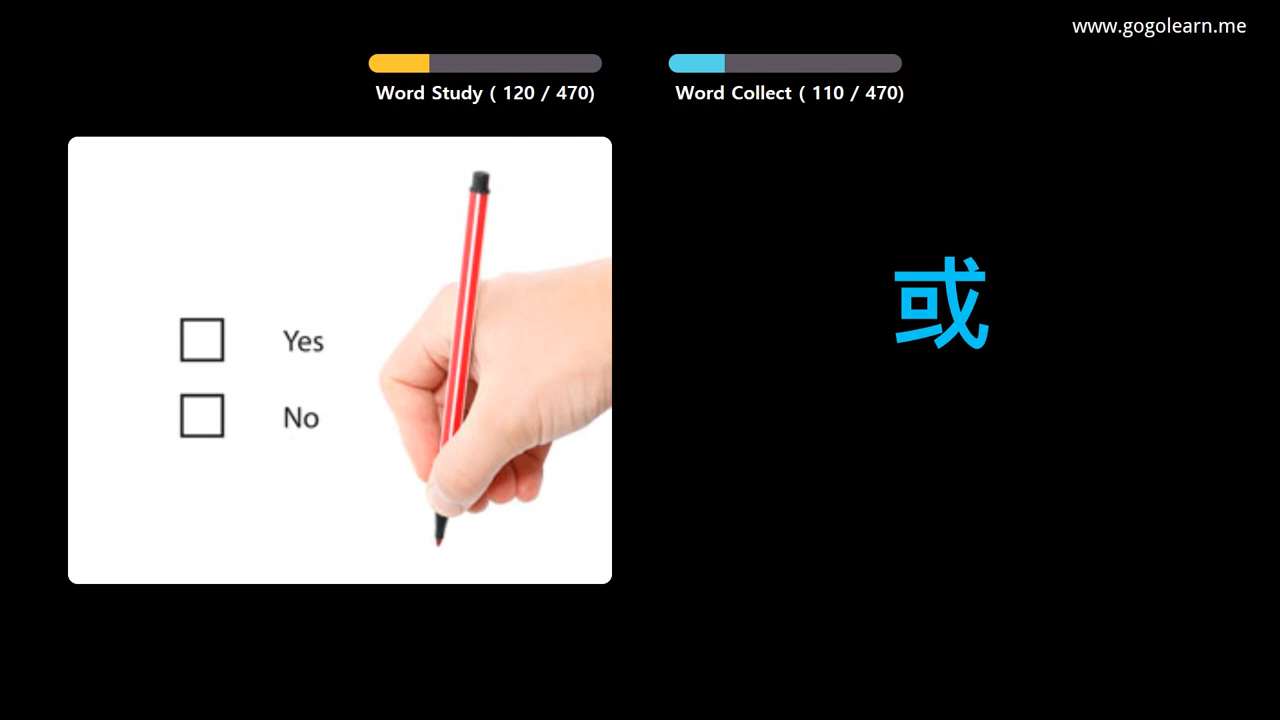 www.gogolearn.me
Word Study ( 120 / 470)
Word Collect ( 110 / 470)
Yes
No
或